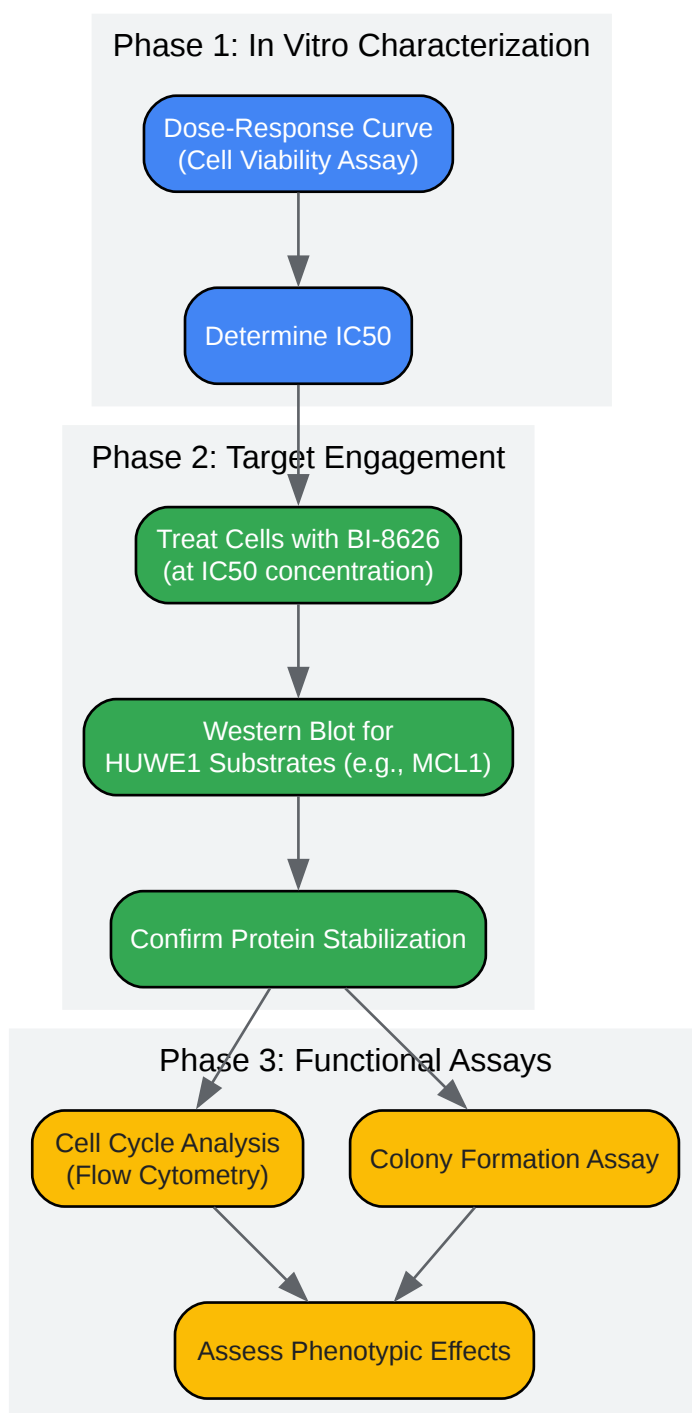 Phase 1: In Vitro Characterization
Dose-Response Curve
(Cell Viability Assay)
Determine IC50
Phase 2: Target Engagement
Treat Cells with BI-8626
(at IC50 concentration)
Western Blot for
HUWE1 Substrates (e.g., MCL1)
Confirm Protein Stabilization
Phase 3: Functional Assays
Cell Cycle Analysis
(Flow Cytometry)
Colony Formation Assay
Assess Phenotypic Effects